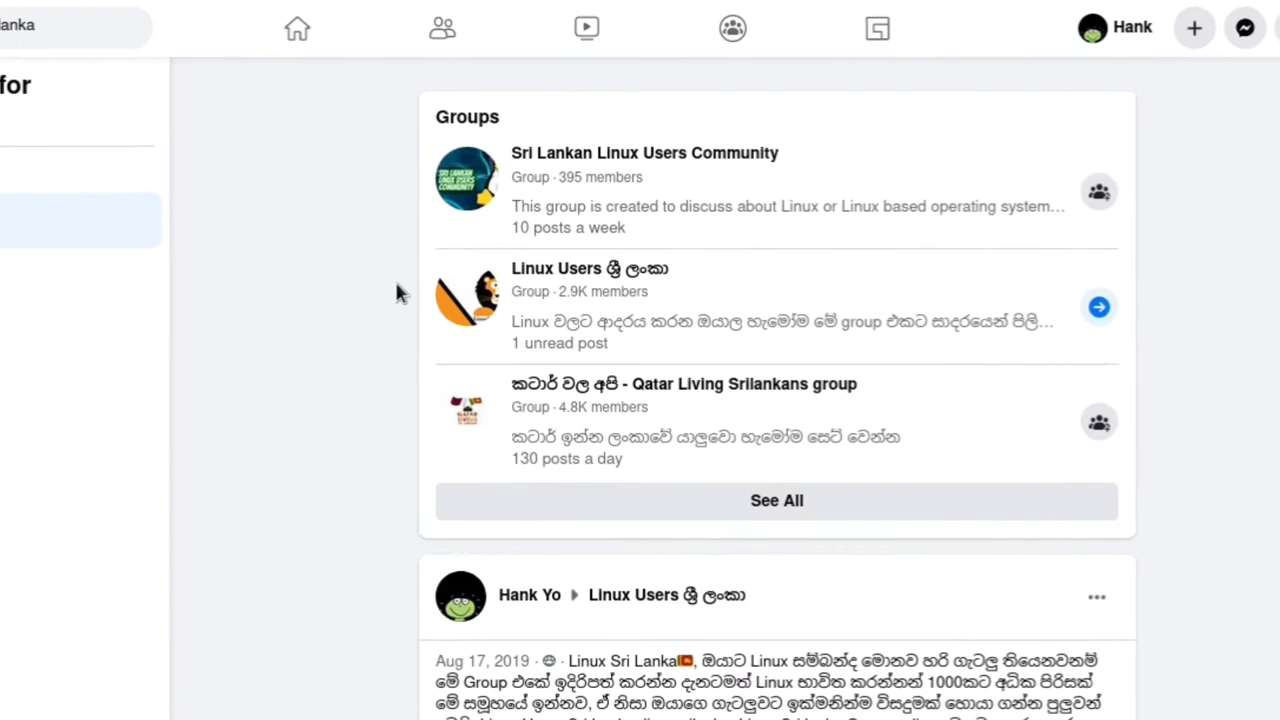 lanka
Hank
for
Groups
Sri Lankan Linux Users Community
Group · 395 members
This group is created to discuss about Linux or Linux based operating system...
10 posts a week
Linux Users ශ්‍රී ලංකා
Group · 2.9K members
Linux වලට ආදරය කරන ඔයාල හැමෝම මේ group එකට සාදරයෙන් පිලි...
1 unread post
කටාර් වල අපි - Qatar Living Srilankans group
Group · 4.8K members
කටාර් ඉන්න ලංකාවේ යාලුවො හැමෝම සෙට් වෙන්න
130 posts a day
See All
Hank Yo Linux Users ශ්‍රී ලංකා
Aug 17, 2019 · Linux Sri Lanka🇱🇰, ඔයාට Linux සම්බන්ද මොනව හරි ගැටලු තියෙනවනම්
මේ Group එකේ ඉදිරිපත් කරන්න දැනටමත් Linux භාවිත කරන්නන් 1000කට අධික පිරිසක්
මේ සමූහයේ ඉන්නව, ඒ නිසා ඔයාගෙ ගැටලුවට ඉක්මනින්ම විසදුමක් හොයා ගන්න පුලුවන්